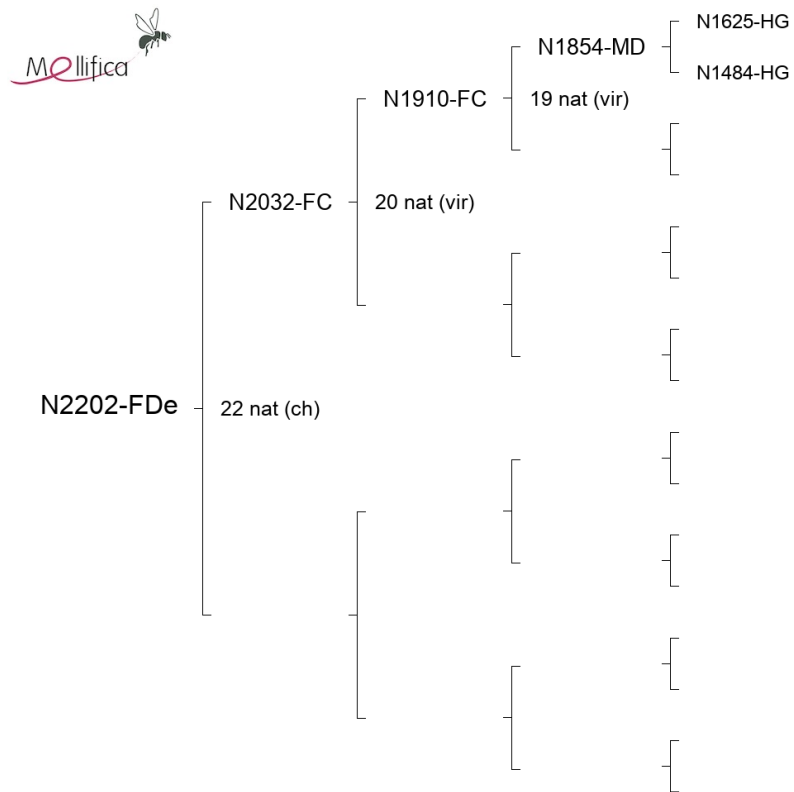 Mellifica
N1625-HG
N1854-MD
N1484-HG
N1910-FC
19 nat (vir)
N2032-FC
20 nat (vir)
N2202-FDe
22 nat (ch)